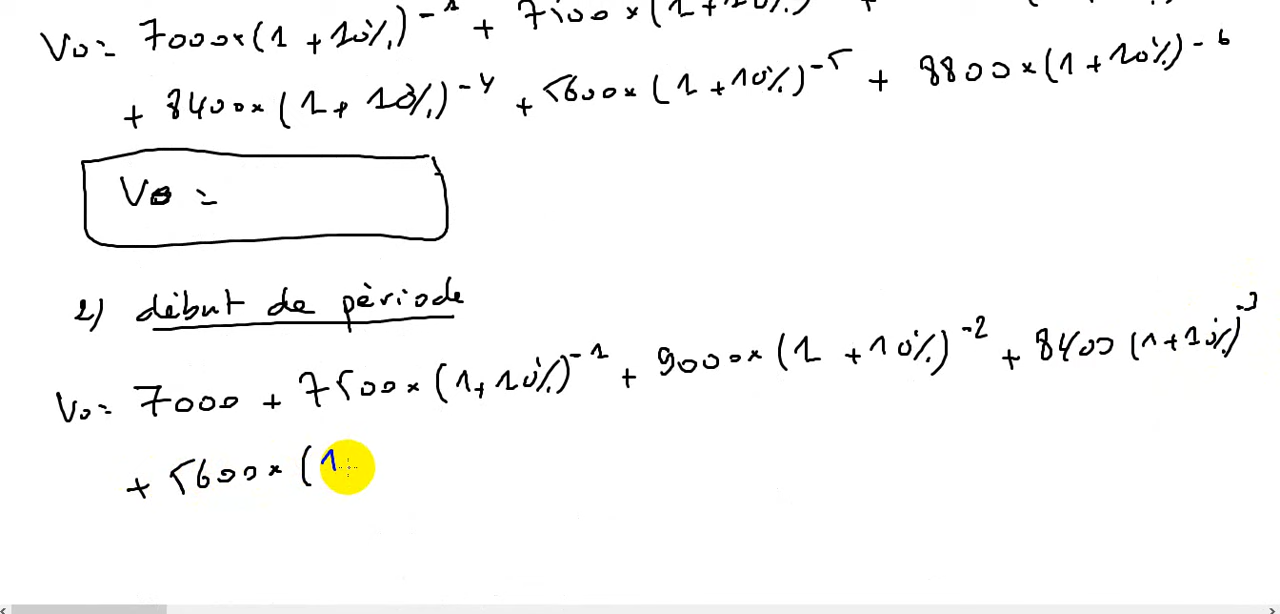 V0 = 7000 × (1 + 10%)^-1 + 7500 × (1 + 10%)
+ 8400 × (1 + 10%)^-4 + 5600 × (1 + 10%)^-5 + 8800 × (1 + 10%)^-6
V0 =
2) début de pèriode
V0 = 7000 + 7500 × (1 + 10%)^-1 + 9000 × (1 + 10%)^-2 + 8400 (1 + 10%)^-3
+ 5600 × (1+